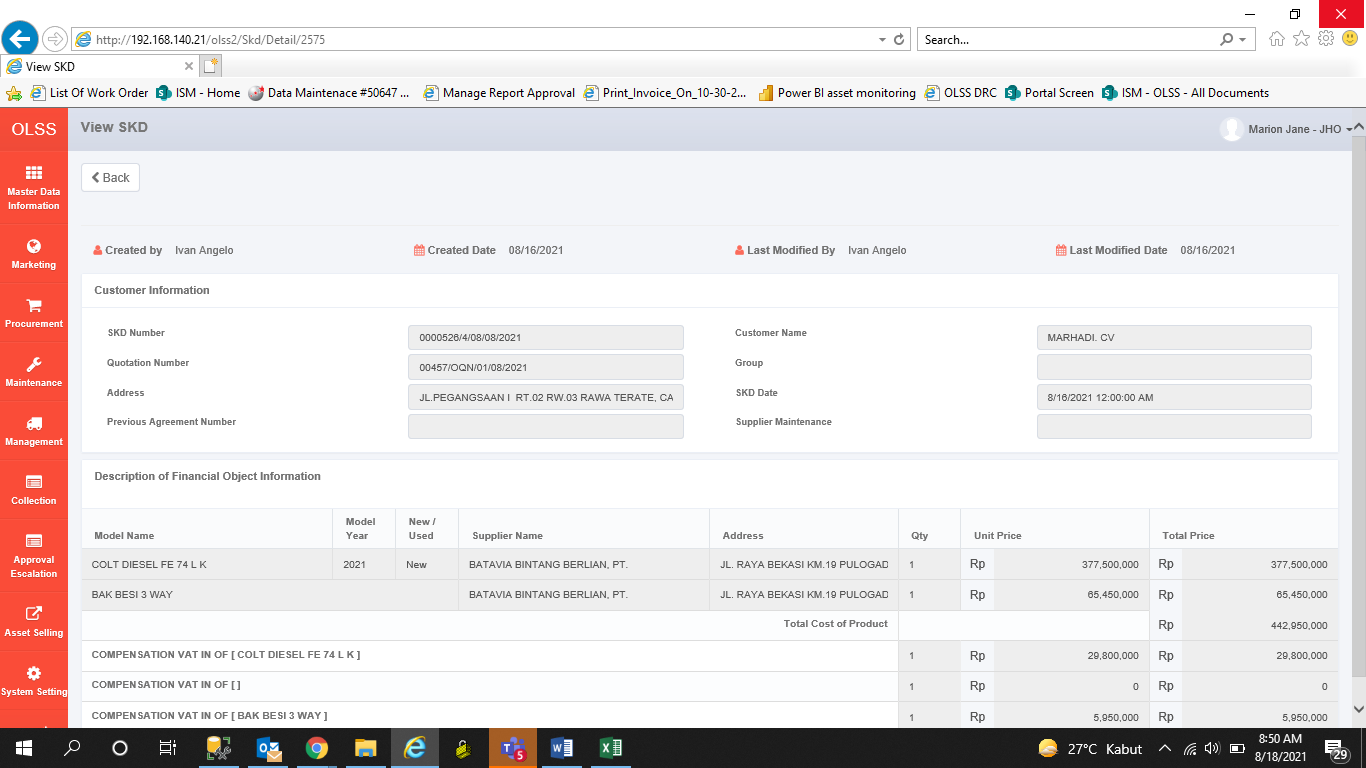 http://192.168.140.21/olss2/Skd/Detail/2575
Search...
View SKD
List Of Work Order
ISM - Home
Data Maintenace #50647 ...
Manage Report Approval
Print_Invoice_On_10-30-2...
Power BI asset monitoring
OLSS DRC
Portal Screen
ISM - OLSS - All Documents
OLSS
View SKD
Marion Jane - JHO
Master Data Information
Marketing
Procurement
Maintenance
Management
Collection
Approval Escalation
Asset Selling
System Setting
Back
Created by Ivan Angelo
Created Date 08/16/2021
Last Modified By Ivan Angelo
Last Modified Date 08/16/2021
Customer Information
SKD Number 0000526/4/08/08/2021
Customer Name MARHADI. CV
Quotation Number 00457/OQN/01/08/2021
Group
Address JL.PEGANGSAAN I RT.02 RW.03 RAWA TERATE, CA
SKD Date 8/16/2021 12:00:00 AM
Previous Agreement Number
Supplier Maintenance
Description of Financial Object Information
Model Name Model Year New / Used Supplier Name Address Qty Unit Price Total Price
COLT DIESEL FE 74 L K 2021 New BATAVIA BINTANG BERLIAN, PT. JL. RAYA BEKASI KM.19 PULOGAD 1 Rp 377,500,000 Rp 377,500,000
BAK BESI 3 WAY BATAVIA BINTANG BERLIAN, PT. JL. RAYA BEKASI KM.19 PULOGAD 1 Rp 65,450,000 Rp 65,450,000
Total Cost of Product Rp 442,950,000
COMPENSATION VAT IN OF [ COLT DIESEL FE 74 L K ] 1 Rp 29,800,000 Rp 29,800,000
COMPENSATION VAT IN OF [ ] 1 Rp 0 Rp 0
COMPENSATION VAT IN OF [ BAK BESI 3 WAY ] 1 Rp 5,950,000 Rp 5,950,000
27°C Kabut
8:50 AM
8/18/2021
29